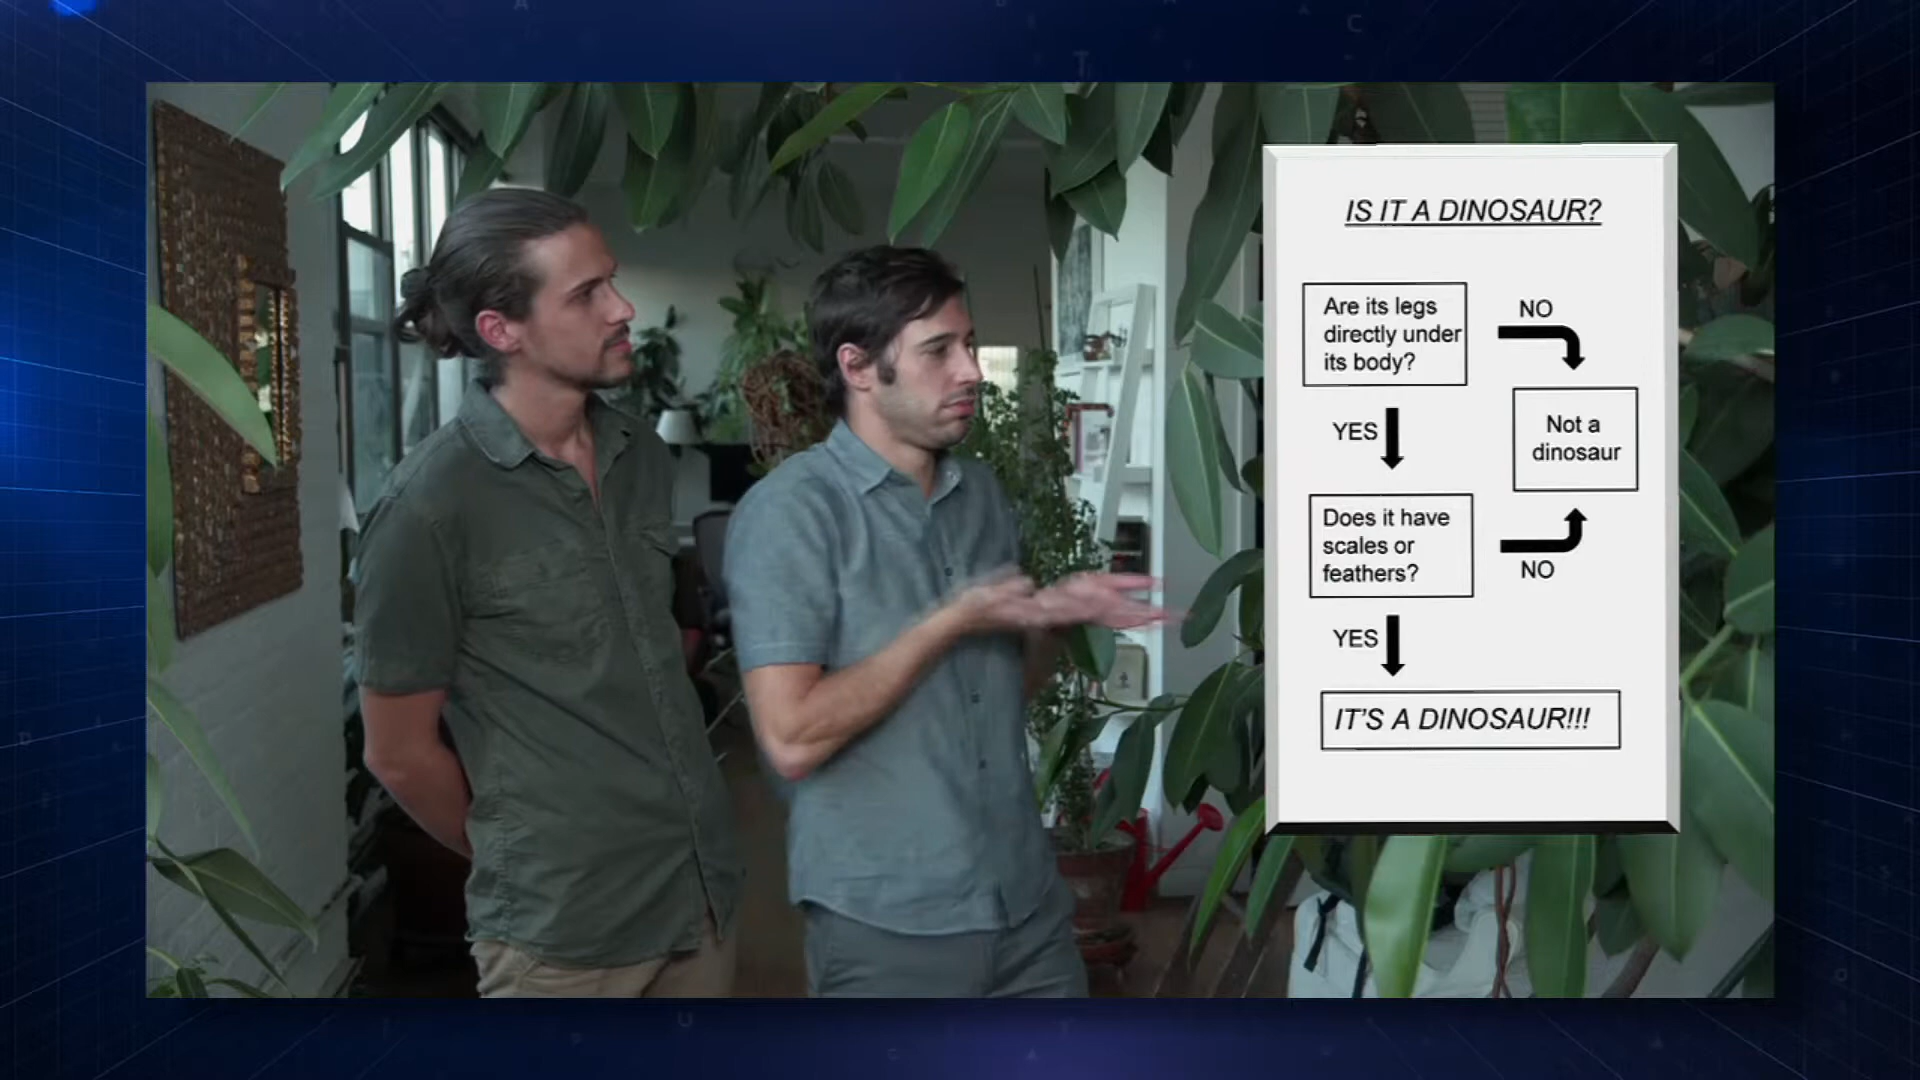 IS IT A DINOSAUR?
Are its legs
directly under
its body?
NO
YES
Not a
dinosaur
Does it have
scales or
feathers?
NO
YES
IT'S A DINOSAUR!!!